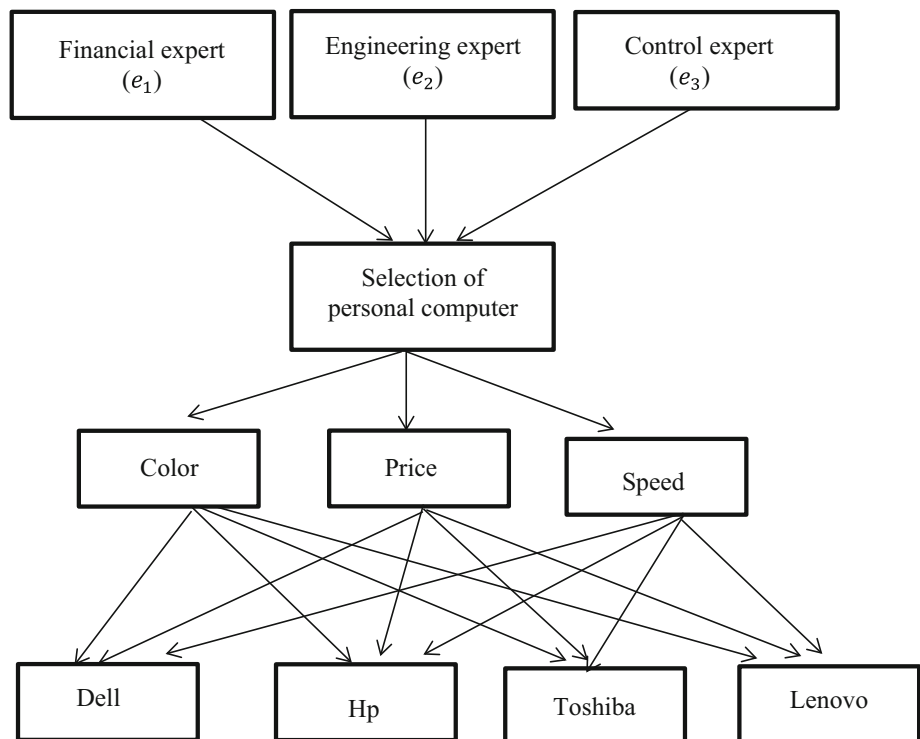 Financial expert
(𝑒₁)
Engineering expert
(𝑒₂)
Control expert
(𝑒₃)
Selection of
personal computer
Color
Price
Speed
Dell
Hp
Toshiba
Lenovo